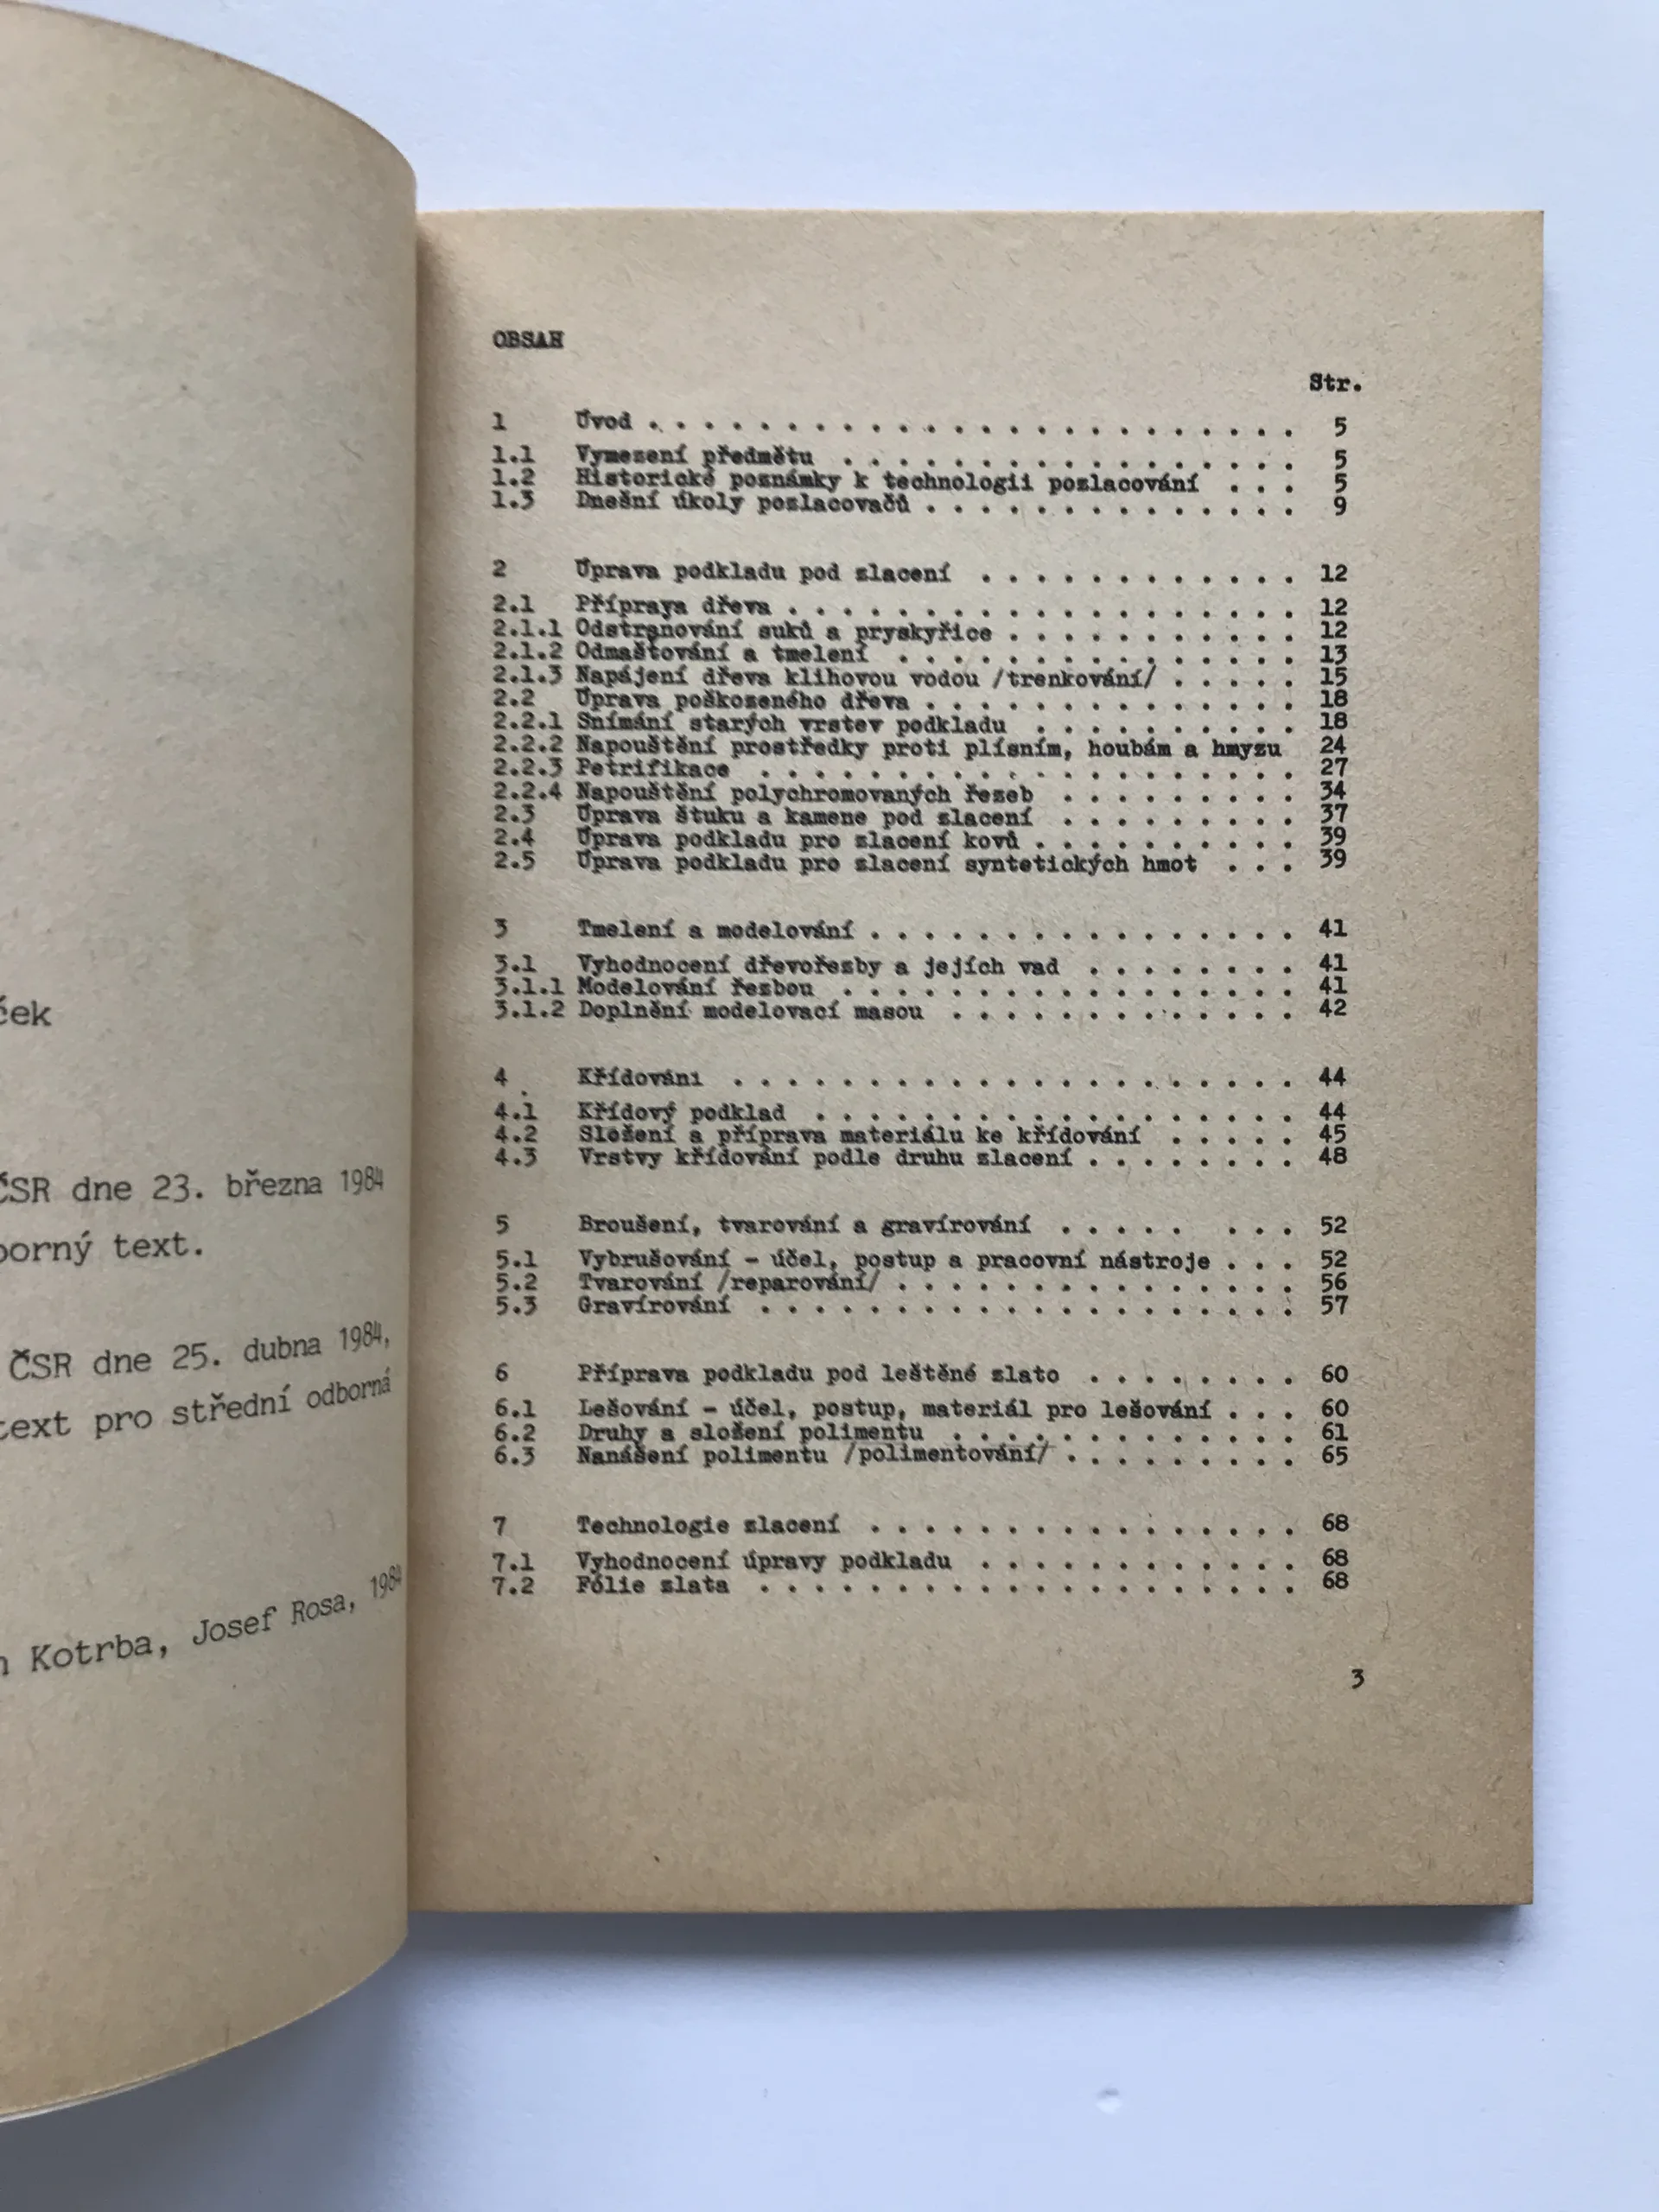 ček
ČSR dne 23. března 1984
borný text.
ČSR dne 25. dubna 1984,
text pro střední odborná
Kotrba, Josef Rosa, 1984
OBSAH
Str.
1 Úvod . . . . . . . . . . . . . . . . . . . . . . . . 5
1.1 Vymezení předmětu . . . . . . . . . . . . . . . . . 5
1.2 Historické poznámky k technologii pozlacování . . . 5
1.3 Dnešní úkoly pozlacovačů . . . . . . . . . . . . . . 9
2 Úprava podkladu pod zlacení . . . . . . . . . . . . 12
2.1 Příprava dřeva . . . . . . . . . . . . . . . . . . . 12
2.1.1 Odstranování suků a pryskyřice . . . . . . . . . . . 12
2.1.2 Odmašťování a tmelení . . . . . . . . . . . . . . . 13
2.1.3 Napájení dřeva klihovou vodou /trenkování/ . . . . . 15
2.2 Úprava poškozeného dřeva . . . . . . . . . . . . . . 18
2.2.1 Snímání starých vrstev podkladu . . . . . . . . . . 18
2.2.2 Napouštění prostředky proti plísním, houbám a hmyzu 24
2.2.3 Petrifikace . . . . . . . . . . . . . . . . . . . . 27
2.2.4 Napouštění polychromovaných řezeb . . . . . . . . . 34
2.3 Úprava štuku a kamene pod zlacení . . . . . . . . . 37
2.4 Úprava podkladu pro zlacení kovů . . . . . . . . . . 39
2.5 Úprava podkladu pro zlacení syntetických hmot . . . 39
3 Tmelení a modelování . . . . . . . . . . . . . . . . 41
3.1 Vyhodnocení dřevořezby a jejích vad . . . . . . . . 41
3.1.1 Modelování řezbou . . . . . . . . . . . . . . . . . 41
3.1.2 Doplnění modelovací masou . . . . . . . . . . . . . 42
4 Křídování . . . . . . . . . . . . . . . . . . . . . 44
4.1 Křídový podklad . . . . . . . . . . . . . . . . . . 44
4.2 Složení a příprava materiálu ke křídování . . . . . 45
4.3 Vrstvy křídování podle druhu zlacení . . . . . . . . 48
5 Broušení, tvarování a gravírování . . . . . . . . 52
5.1 Vybrušování - účel, postup a pracovní nástroje . . . 52
5.2 Tvarování /reparování/ . . . . . . . . . . . . . . . 56
5.3 Gravírování . . . . . . . . . . . . . . . . . . . . 57
6 Příprava podkladu pod leštěné zlato . . . . . . . . 60
6.1 Lešování - účel, postup, materiál pro lešování . . . 60
6.2 Druhy a složení polimentu . . . . . . . . . . . . . 61
6.3 Nanášení polimentu /polimentování/ . . . . . . . . . 65
7 Technologie zlacení . . . . . . . . . . . . . . . . 68
7.1 Vyhodnocení úpravy podkladu . . . . . . . . . . . . 68
7.2 Fólie zlata . . . . . . . . . . . . . . . . . . . . 68
3